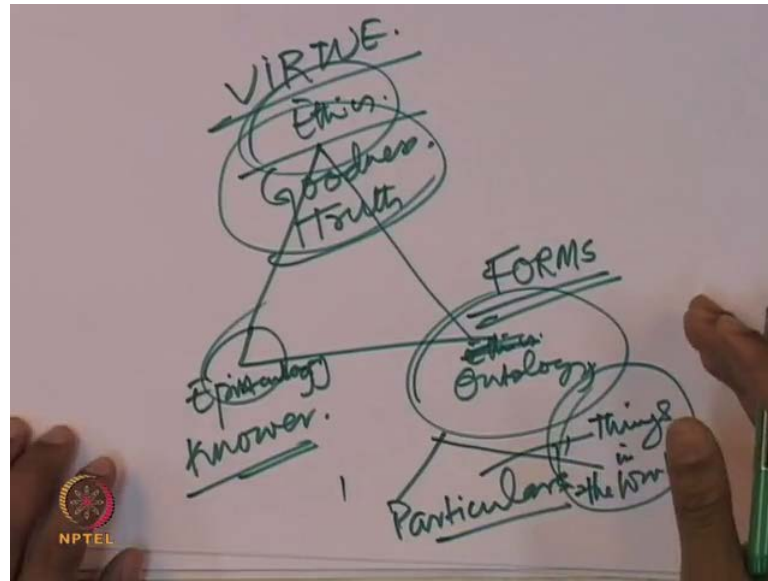 VIRTUE.
Ethics.
Goodness.
Truth
FORMS
Ethics.
Ontology
Epistemology
Knower.
Things
in
the World
Particulars
NPTEL